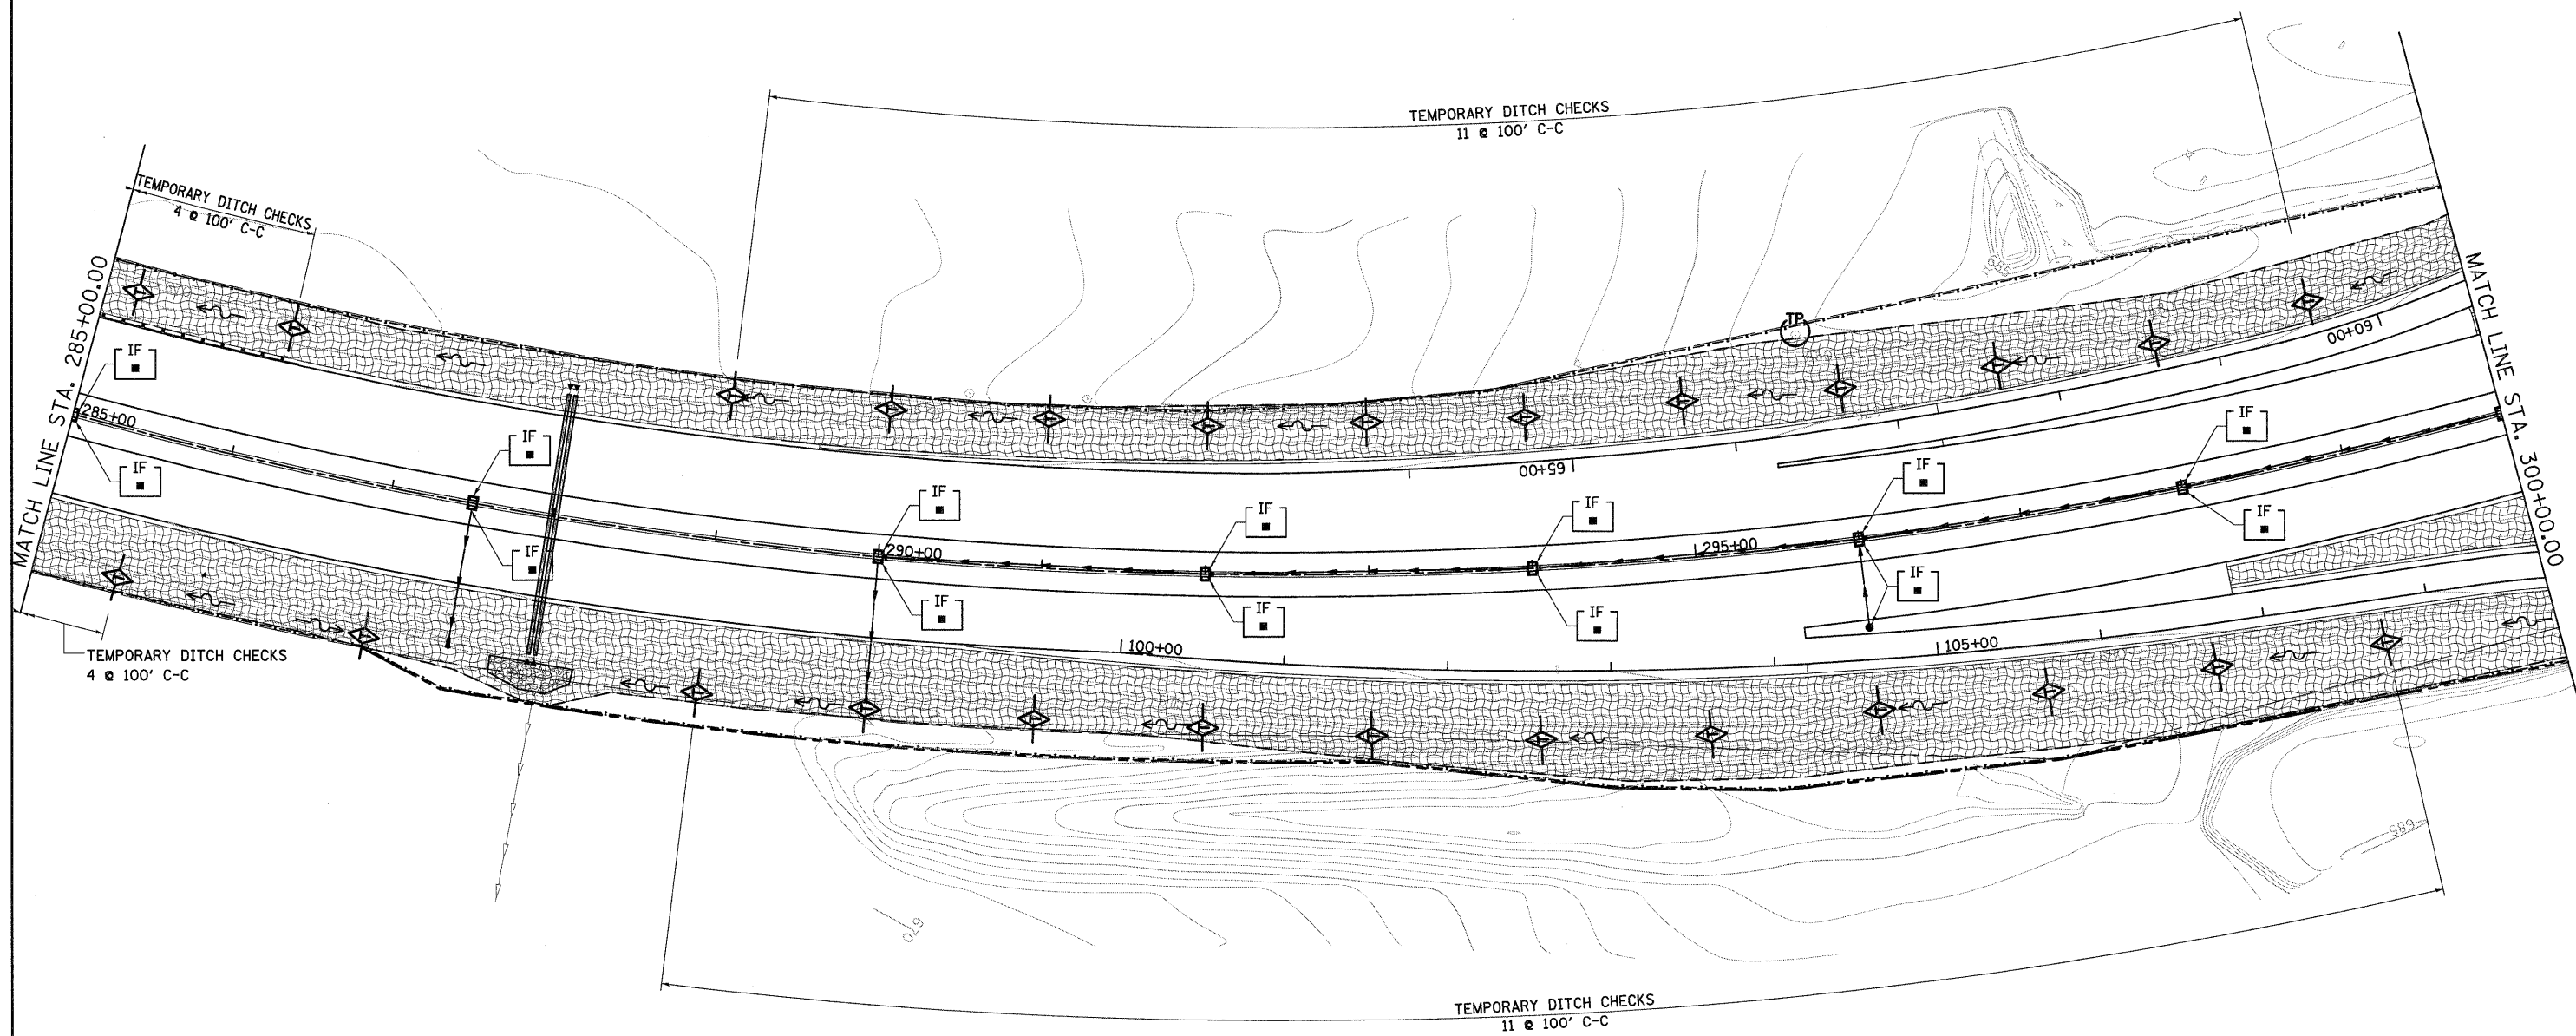 TEMPORARY DITCH CHECKS
11 @ 100' C-C
TEMPORARY DITCH CHECKS
4 @ 100' C-C
MATCH LINE STA. 285+00.00
MATCH LINE STA. 300+00.00
TP
60+00
IF
285+00
IF
IF
IF
65+00
IF
IF
IF
IF
IF
IF
290+00
295+00
IF
IF
IF
IF
IF
IF
100+00
105+00
TEMPORARY DITCH CHECKS
4 @ 100' C-C
685
670
TEMPORARY DITCH CHECKS
11 @ 100' C-C